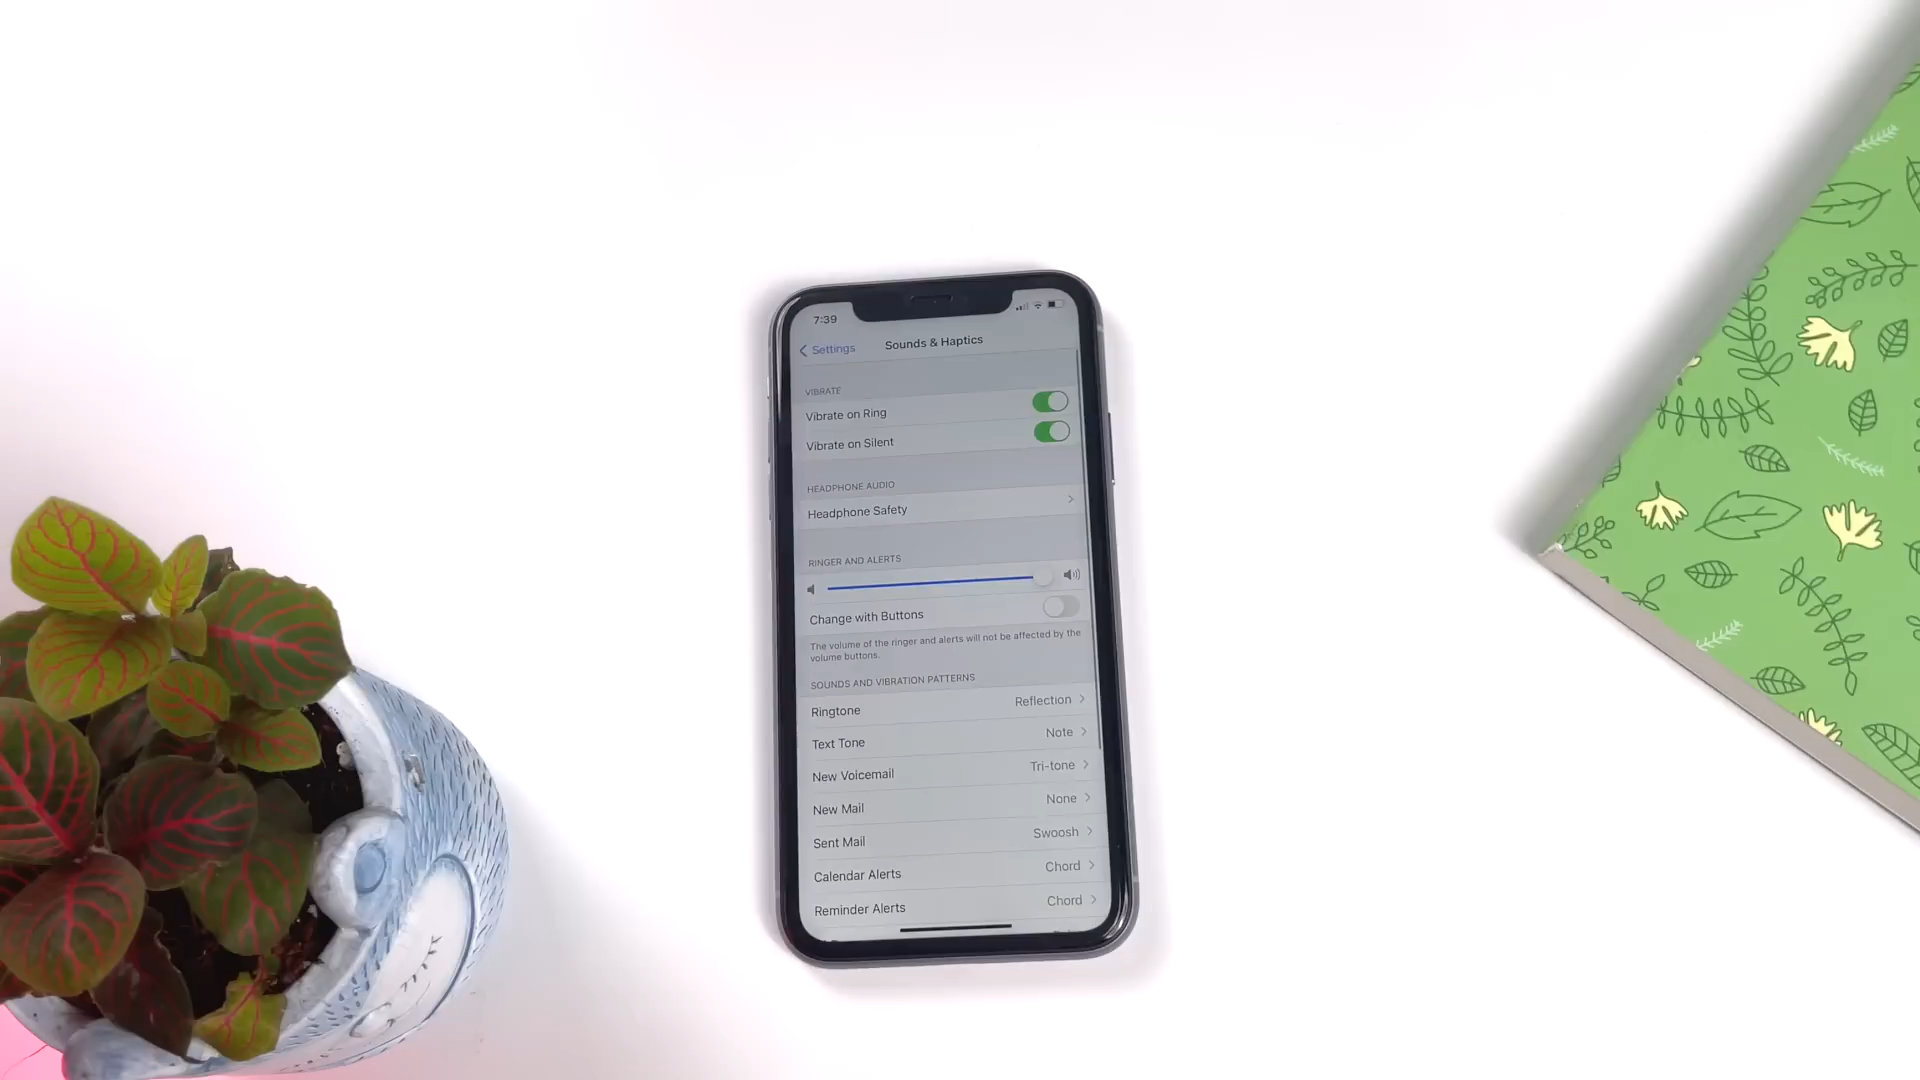 7:39
Settings
Sounds & Haptics
VIBRATE
Vibrate on Ring
Vibrate on Silent
HEADPHONE AUDIO
Headphone Safety
RINGER AND ALERTS
Change with Buttons
The volume of the ringer and alerts will not be affected by the
volume buttons.
SOUNDS AND VIBRATION PATTERNS
Ringtone Reflection
Text Tone Note
New Voicemail Tri-tone
New Mail None
Sent Mail Swoosh
Calendar Alerts Chord
Reminder Alerts Chord